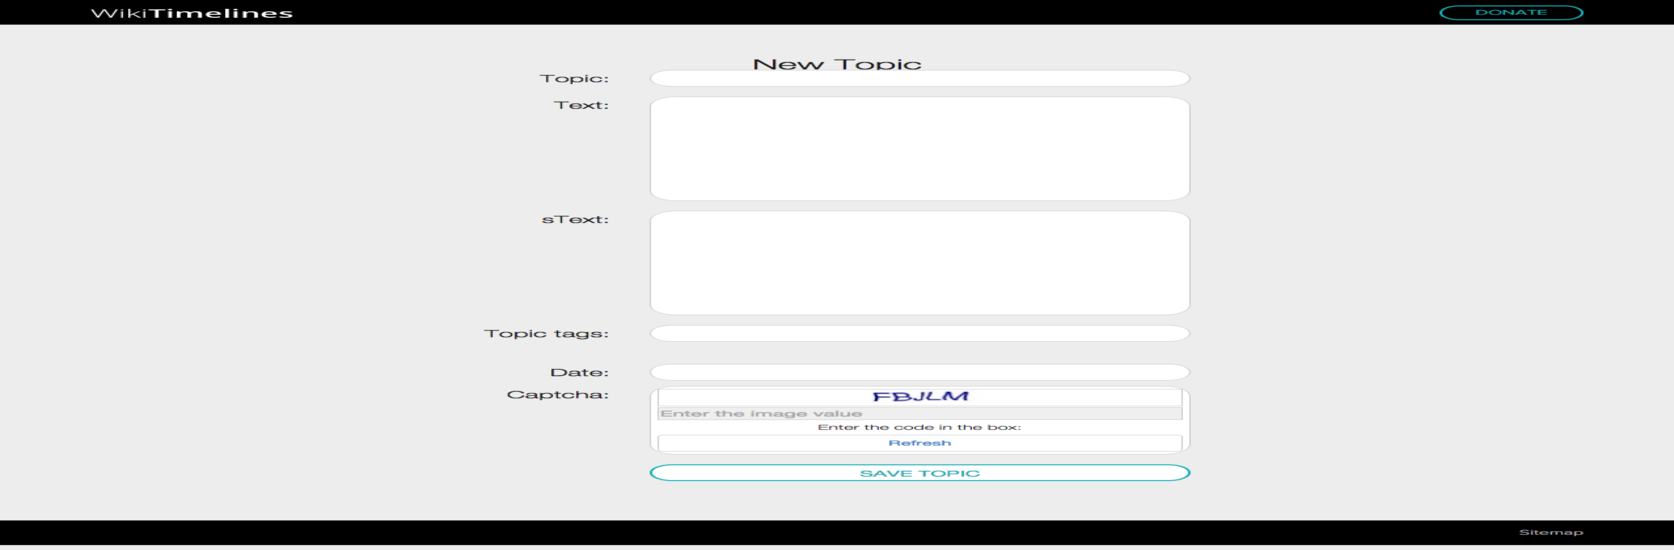 WikiTimelines
DONATE
New Topic
Topic:
Text:
sText:
Topic tags:
Date:
Captcha:
FBJLM
Enter the image value
Enter the code in the box:
Refresh
SAVE TOPIC
Sitemap